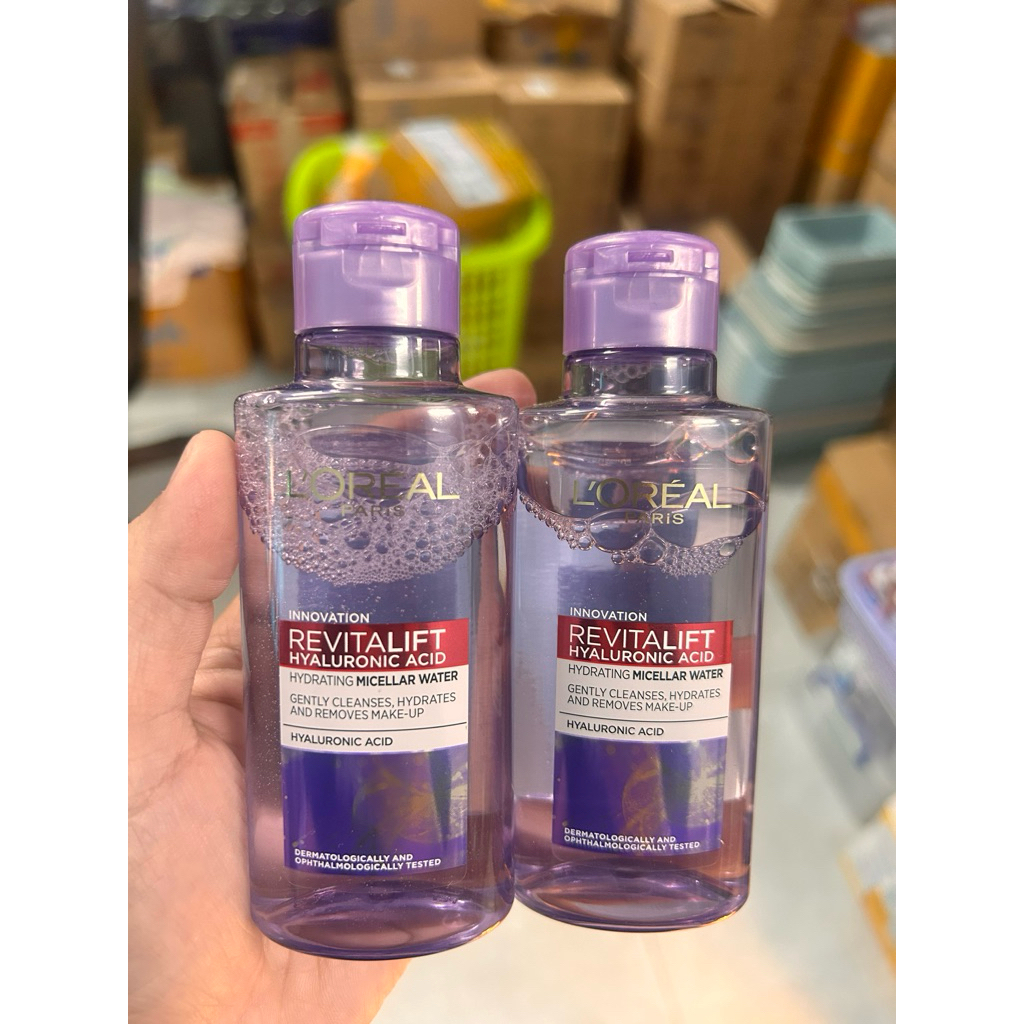 L'ORÉAL
PARIS
INNOVATION
REVITALIFT
HYALURONIC ACID
HYDRATING MICELLAR WATER
GENTLY CLEANSES, HYDRATES
AND REMOVES MAKE-UP
HYALURONIC ACID
DERMATOLOGICALLY AND
OPHTHALMOLOGICALLY TESTED
L'ORÉAL
PARIS
INNOVATION
REVITALIFT
HYALURONIC ACID
HYDRATING MICELLAR WATER
GENTLY CLEANSES, HYDRATES
AND REMOVES MAKE-UP
HYALURONIC ACID
DERMATOLOGICALLY AND
OPHTHALMOLOGICALLY TESTED